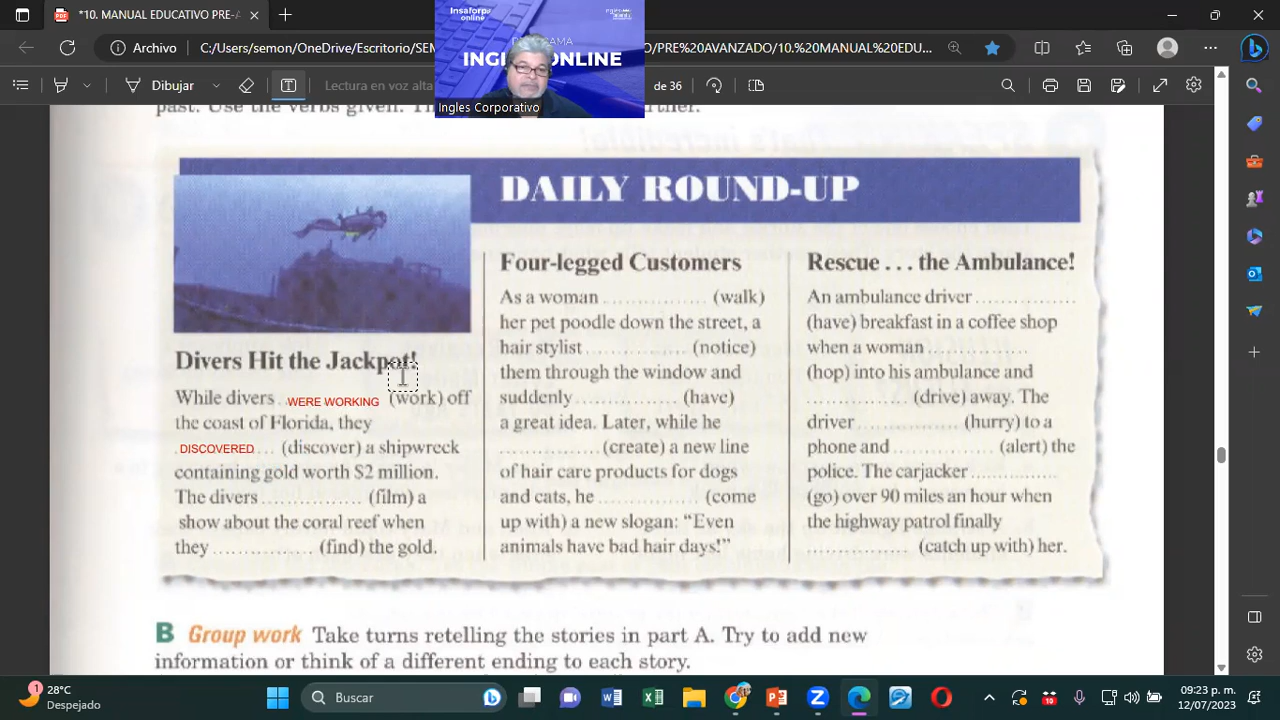 *10. MANUAL EDUCATIVO PRE-A
Archivo
C:/Users/semon/OneDrive/Escritorio/SEM
O/PRE%20AVANZADO/10.%20MANUAL%20EDU...
Dibujar
Lectura en voz alta
de 36
Insaforp
online
INGLES ONLINE
Ingles Corporativo
past. Use the verbs given. Th
rther.
DAILY ROUND-UP
Divers Hit the Jackpot!
While divers WERE WORKING (work) off
the coast of Florida, they
DISCOVERED .... (discover) a shipwreck
containing gold worth $2 million.
The divers .............. (film) a
show about the coral reef when
they .............. (find) the gold.
Four-legged Customers
As a woman .............. (walk)
her pet poodle down the street, a
hair stylist .............. (notice)
them through the window and
suddenly .............. (have)
a great idea. Later, while he
.............. (create) a new line
of hair care products for dogs
and cats, he .............. (come
up with) a new slogan: “Even
animals have bad hair days!”
Rescue . . . the Ambulance!
An ambulance driver ..............
(have) breakfast in a coffee shop
when a woman ..............
(hop) into his ambulance and
.............. (drive) away. The
driver .............. (hurry) to a
phone and .............. (alert) the
police. The carjacker ..............
(go) over 90 miles an hour when
the highway patrol finally
.............. (catch up with) her.
B Group work Take turns retelling the stories in part A. Try to add new
information or think of a different ending to each story.
1
28°C
Despejado
Buscar
10
09:23 p. m.
12/07/2023